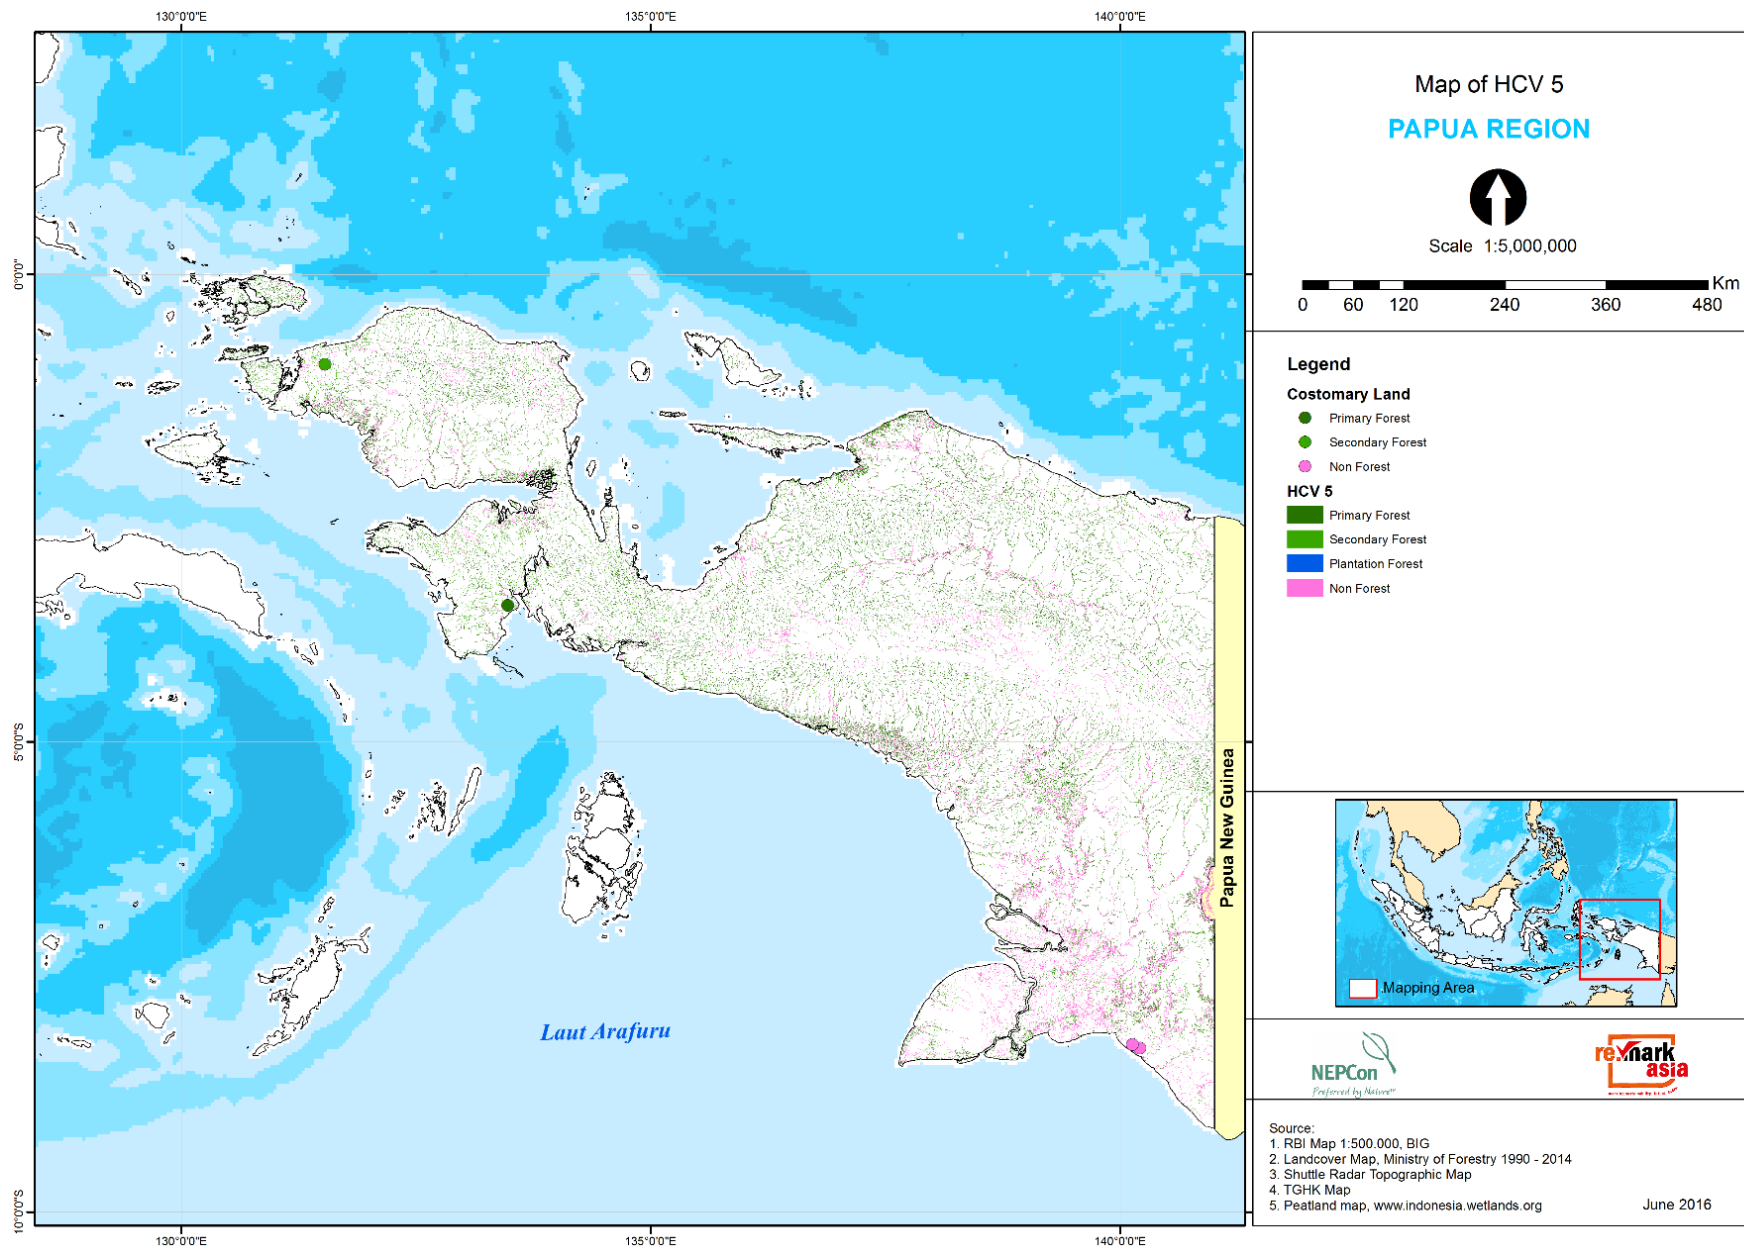 130°0'0"E
135°0'0"E
140°0'0"E
0°0'0"
5°0'0"S
10°0'0"S
Laut Arafuru
Papua New Guinea
130°0'0"E
135°0'0"E
140°0'0"E
Map of HCV 5
PAPUA REGION
Scale 1:5,000,000
Km
0 60 120 240 360 480
Legend
Costomary Land
Primary Forest
Secondary Forest
Non Forest
HCV 5
Primary Forest
Secondary Forest
Plantation Forest
Non Forest
Mapping Area
NEPCon
Preferred by Nature
re.mark
asia
Source:
1. RBI Map 1:500.000, BIG
2. Landcover Map, Ministry of Forestry 1990 - 2014
3. Shuttle Radar Topographic Map
4. TGHK Map
5. Peatland map, www.indonesia.wetlands.org
June 2016